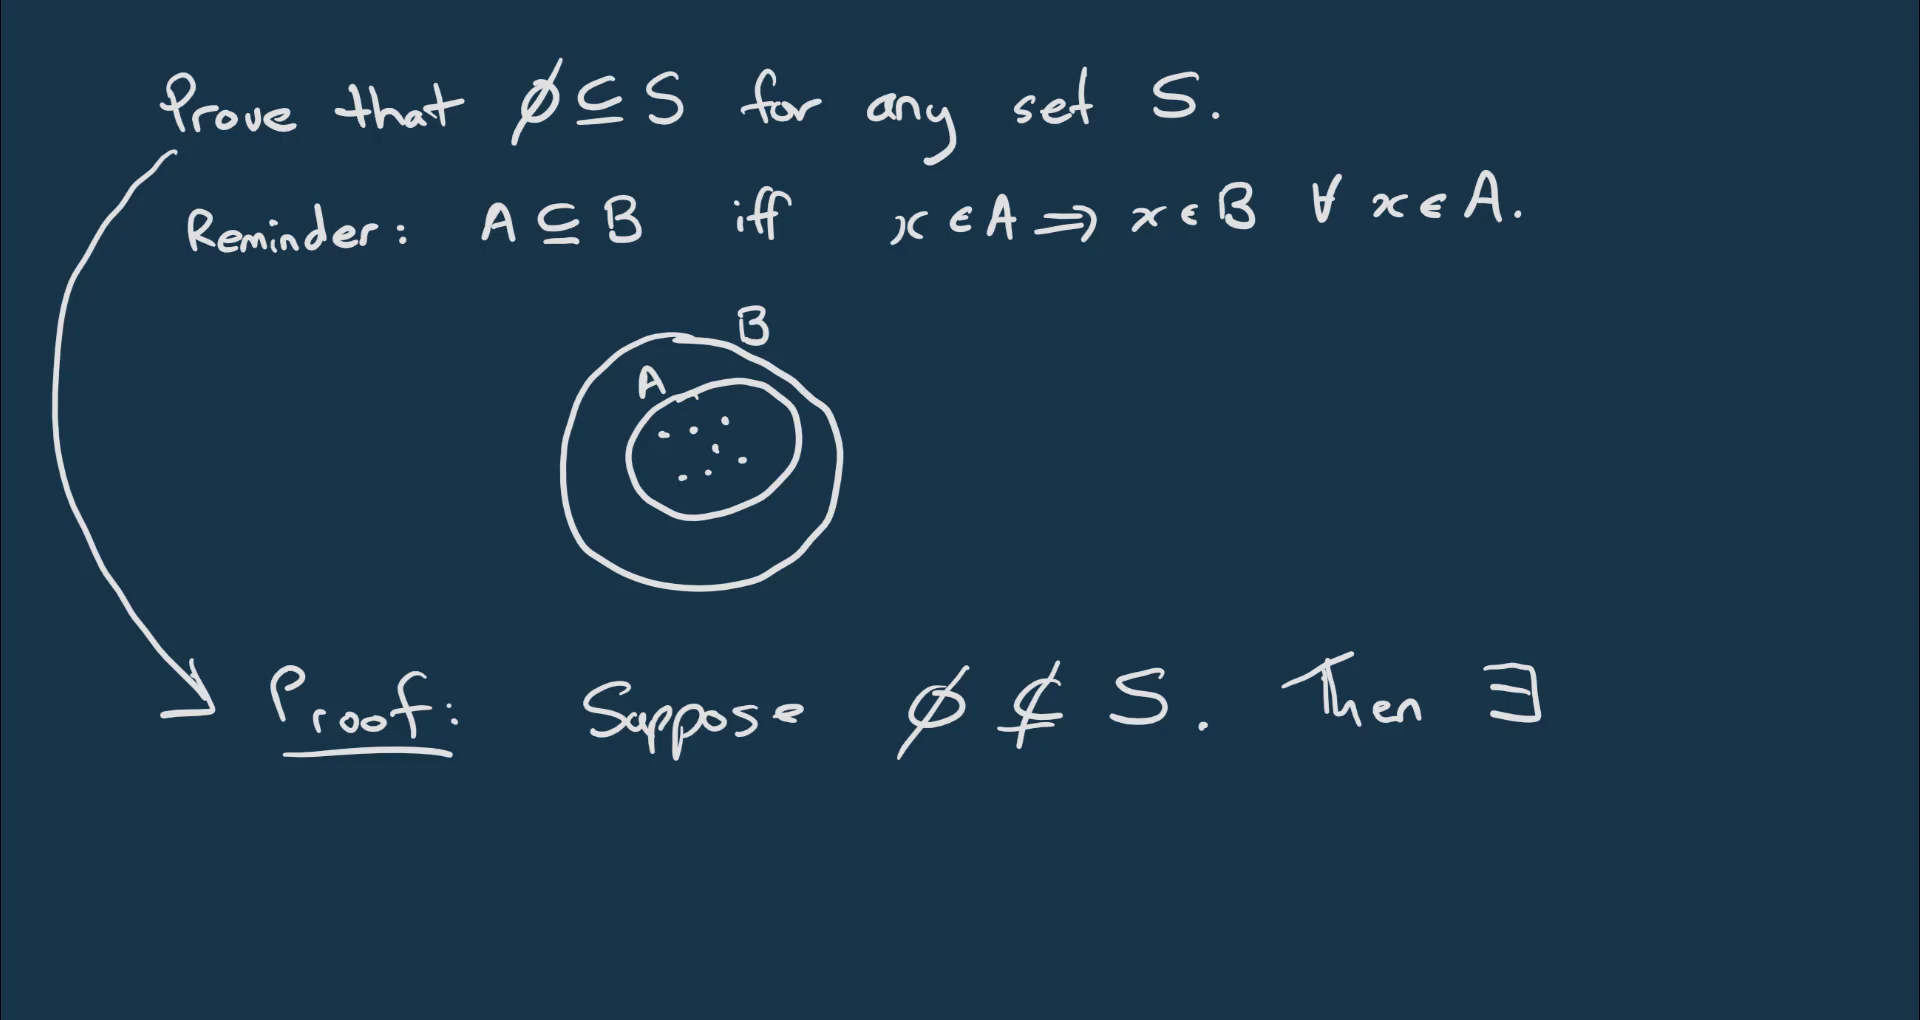 Prove that ∅ ⊆ S for any set S.
Reminder: A ⊆ B iff x ∈ A ⟹ x ∈ B ∀ x ∈ A.
B
A
Proof: Suppose ∅ ⊈ S. Then ∃